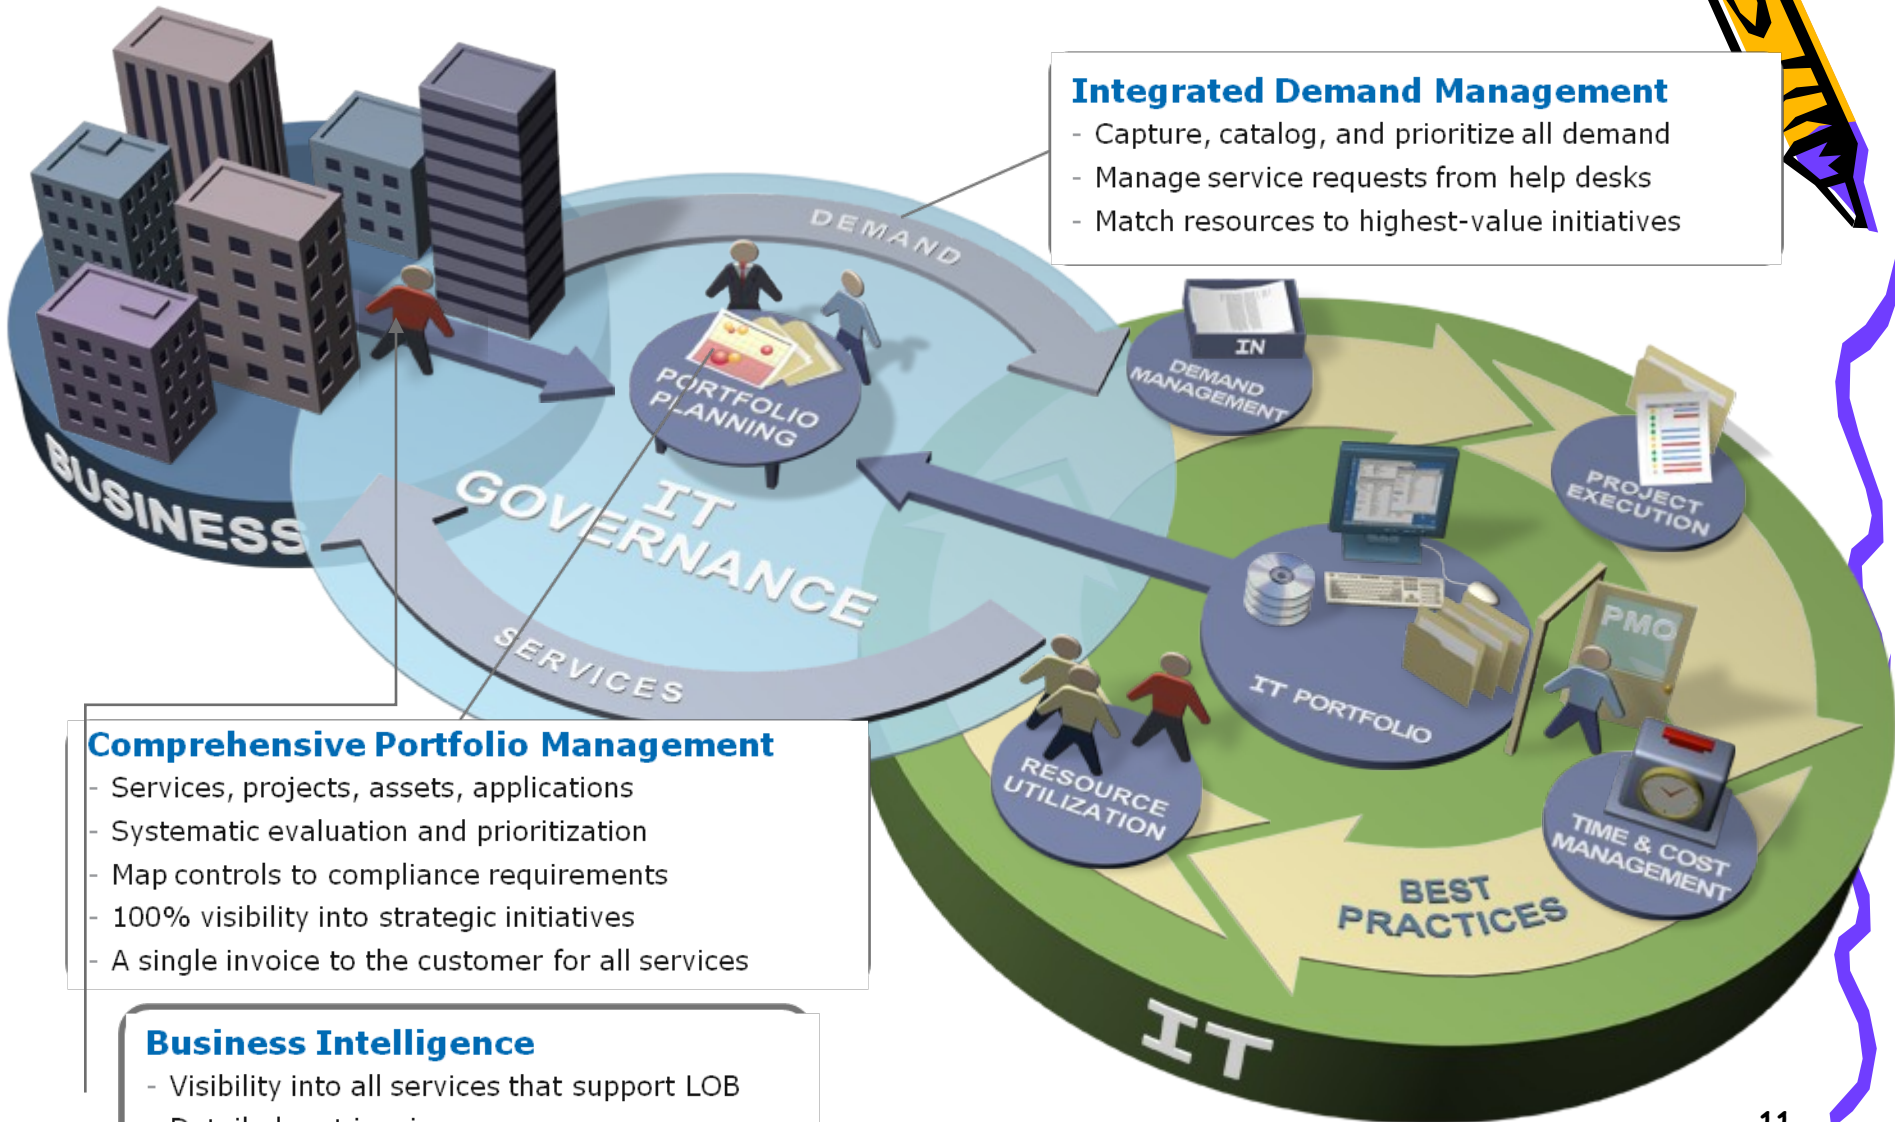 Integrated Demand Management
- Capture, catalog, and prioritize all demand
- Manage service requests from help desks
- Match resources to highest-value initiatives
DEMAND
IN
DEMAND
MANAGEMENT
PORTFOLIO
PLANNING
PROJECT
EXECUTION
BUSINESS
IT
GOVERNANCE
PMO
SERVICES
IT PORTFOLIO
RESOURCE
UTILIZATION
TIME & COST
MANAGEMENT
BEST
PRACTICES
IT
Comprehensive Portfolio Management
- Services, projects, assets, applications
- Systematic evaluation and prioritization
- Map controls to compliance requirements
- 100% visibility into strategic initiatives
- A single invoice to the customer for all services
Business Intelligence
- Visibility into all services that support LOB
11